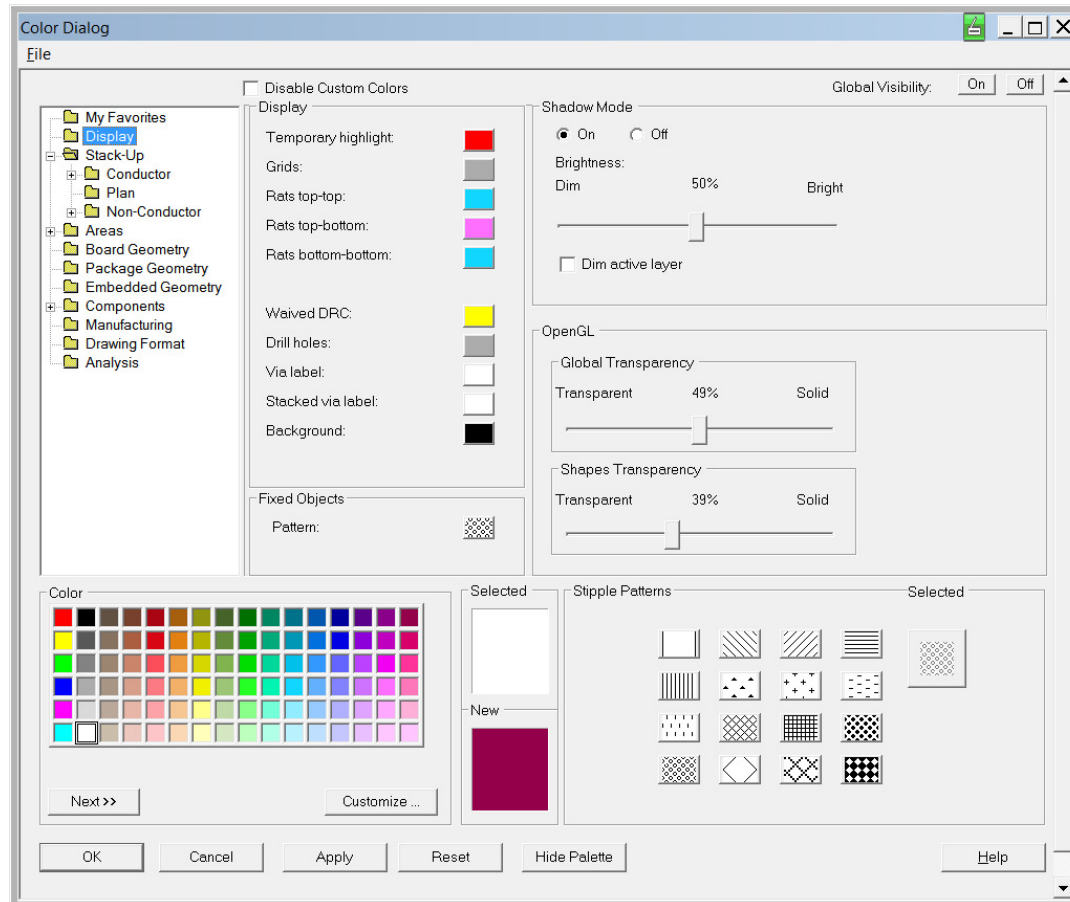 Color Dialog
File
Disable Custom Colors
Global Visibility:
On
Off
My Favorites
Display
Stack-Up
Conductor
Plan
Non-Conductor
Areas
Board Geometry
Package Geometry
Embedded Geometry
Components
Manufacturing
Drawing Format
Analysis
Display
Temporary highlight:
Grids:
Rats top-top:
Rats top-bottom:
Rats bottom-bottom:
Waived DRC:
Drill holes:
Via label:
Stacked via label:
Background:
Fixed Objects
Pattern:
Shadow Mode
On
Off
Brightness:
Dim
50%
Bright
Dim active layer
OpenGL
Global Transparency
Transparent
49%
Solid
Shapes Transparency
Transparent
39%
Solid
Color
Next >>
Customize ...
Selected
New
Stipple Patterns
Selected
OK
Cancel
Apply
Reset
Hide Palette
Help